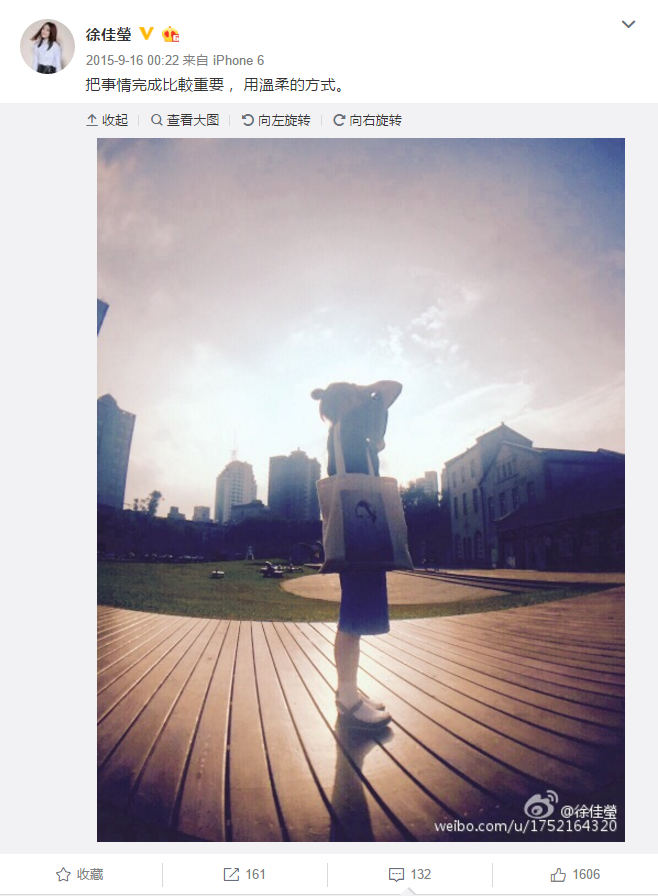 徐佳瑩
2015-9-16 00:22 来自 iPhone 6
把事情完成比較重要，用溫柔的方式。
收起 查看大图 向左旋转 向右旋转
@徐佳瑩
weibo.com/u/1752164320
收藏 161 132 1606